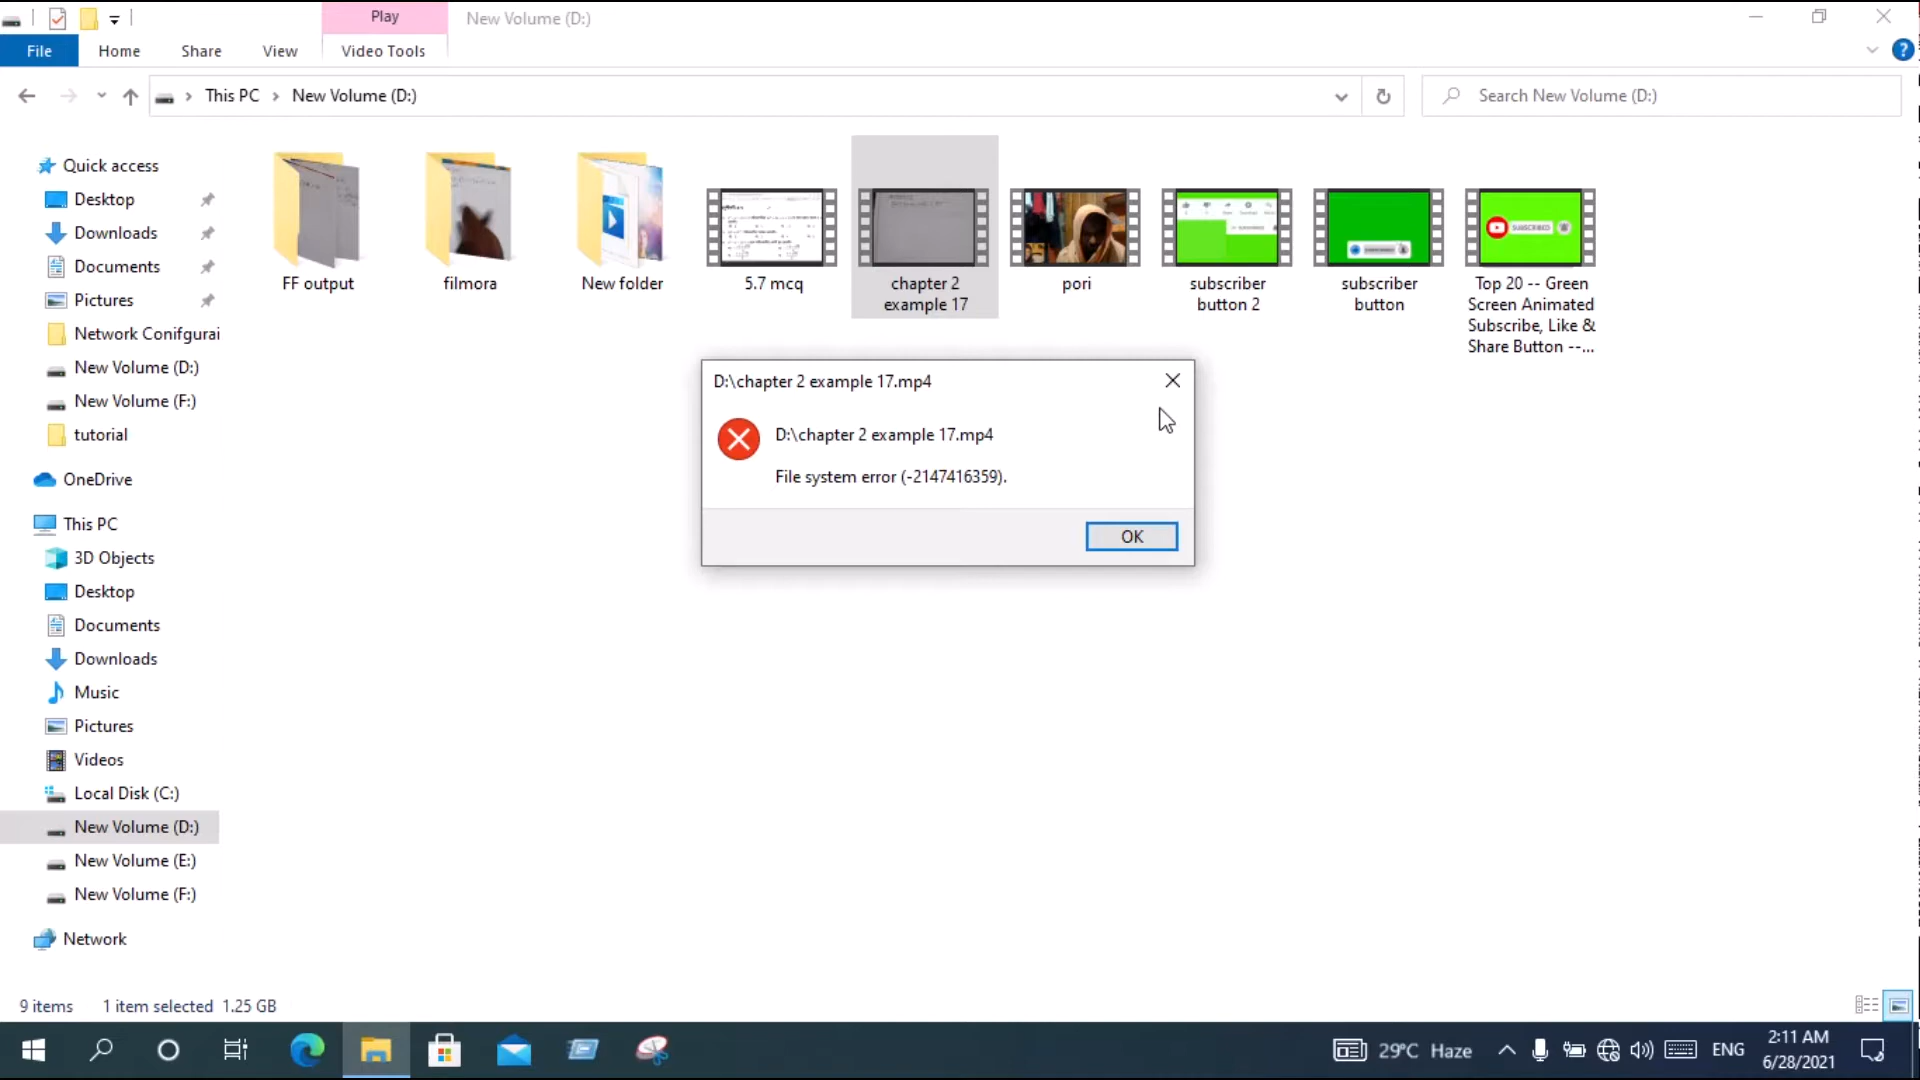 Play
New Volume (D:)
File
Home
Share
View
Video Tools
This PC
New Volume (D:)
Search New Volume (D:)
Quick access
Desktop
Downloads
Documents
Pictures
Network Conifgurai
New Volume (D:)
New Volume (F:)
tutorial
OneDrive
This PC
3D Objects
Desktop
Documents
Downloads
Music
Pictures
Videos
Local Disk (C:)
New Volume (D:)
New Volume (E:)
New Volume (F:)
Network
FF output
filmora
New folder
5.7 mcq
chapter 2
example 17
pori
subscriber
button 2
subscriber
button
SUBSCRIBED
Top 20 -- Green
Screen Animated
Subscribe, Like &
Share Button --...
D:\chapter 2 example 17.mp4
D:\chapter 2 example 17.mp4
File system error (-2147416359).
OK
9 items
1 item selected 1.25 GB
29°C Haze
ENG
2:11 AM
6/28/2021